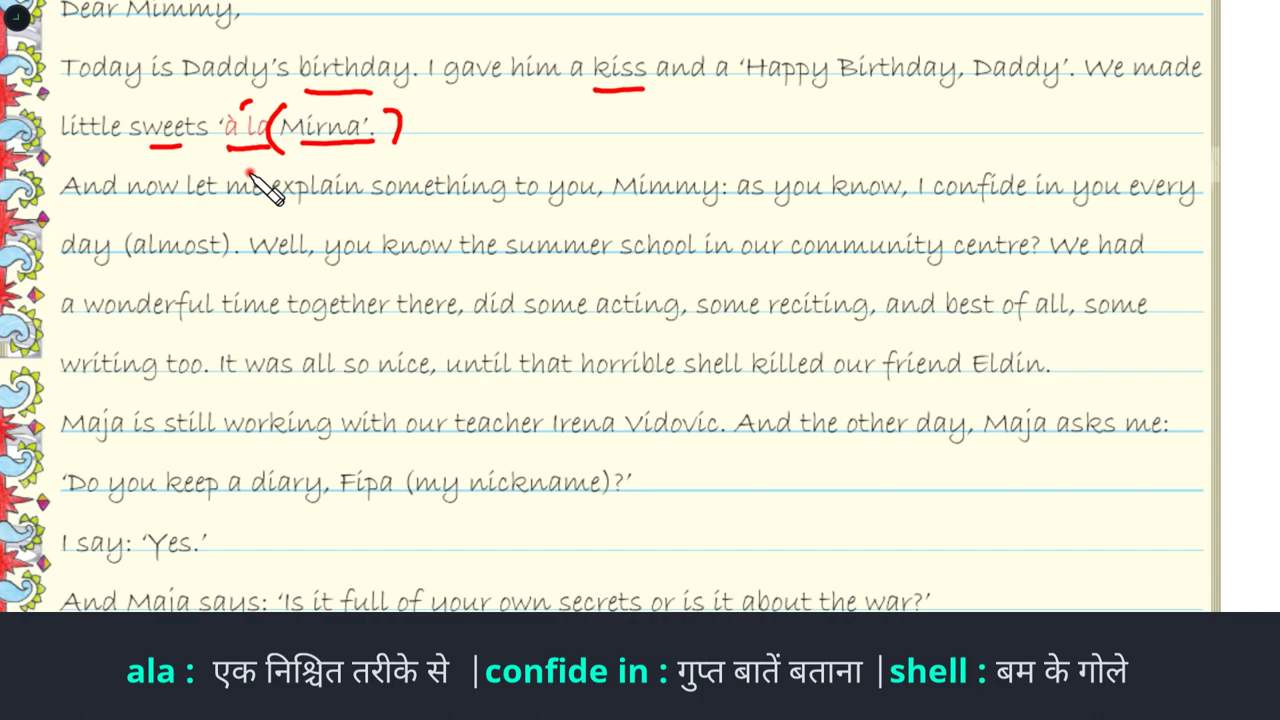 Dear Mimmy,
Today is Daddy's birthday. I gave him a kiss and a 'Happy Birthday, Daddy'. We made
little sweets 'à la Mirna'.
And now let me explain something to you, Mimmy: as you know, I confide in you every
day (almost). Well, you know the summer school in our community centre? We had
a wonderful time together there, did some acting, some reciting, and best of all, some
writing too. It was all so nice, until that horrible shell killed our friend Eldin.
Maja is still working with our teacher Irena Vidovic. And the other day, Maja asks me:
'Do you keep a diary, Fipa (my nickname)?'
I say: 'Yes.'
And Maja says: 'Is it full of your own secrets or is it about the war?'
ala : एक निश्चित तरीके से |confide in : गुप्त बातें बताना |shell : बम के गोले